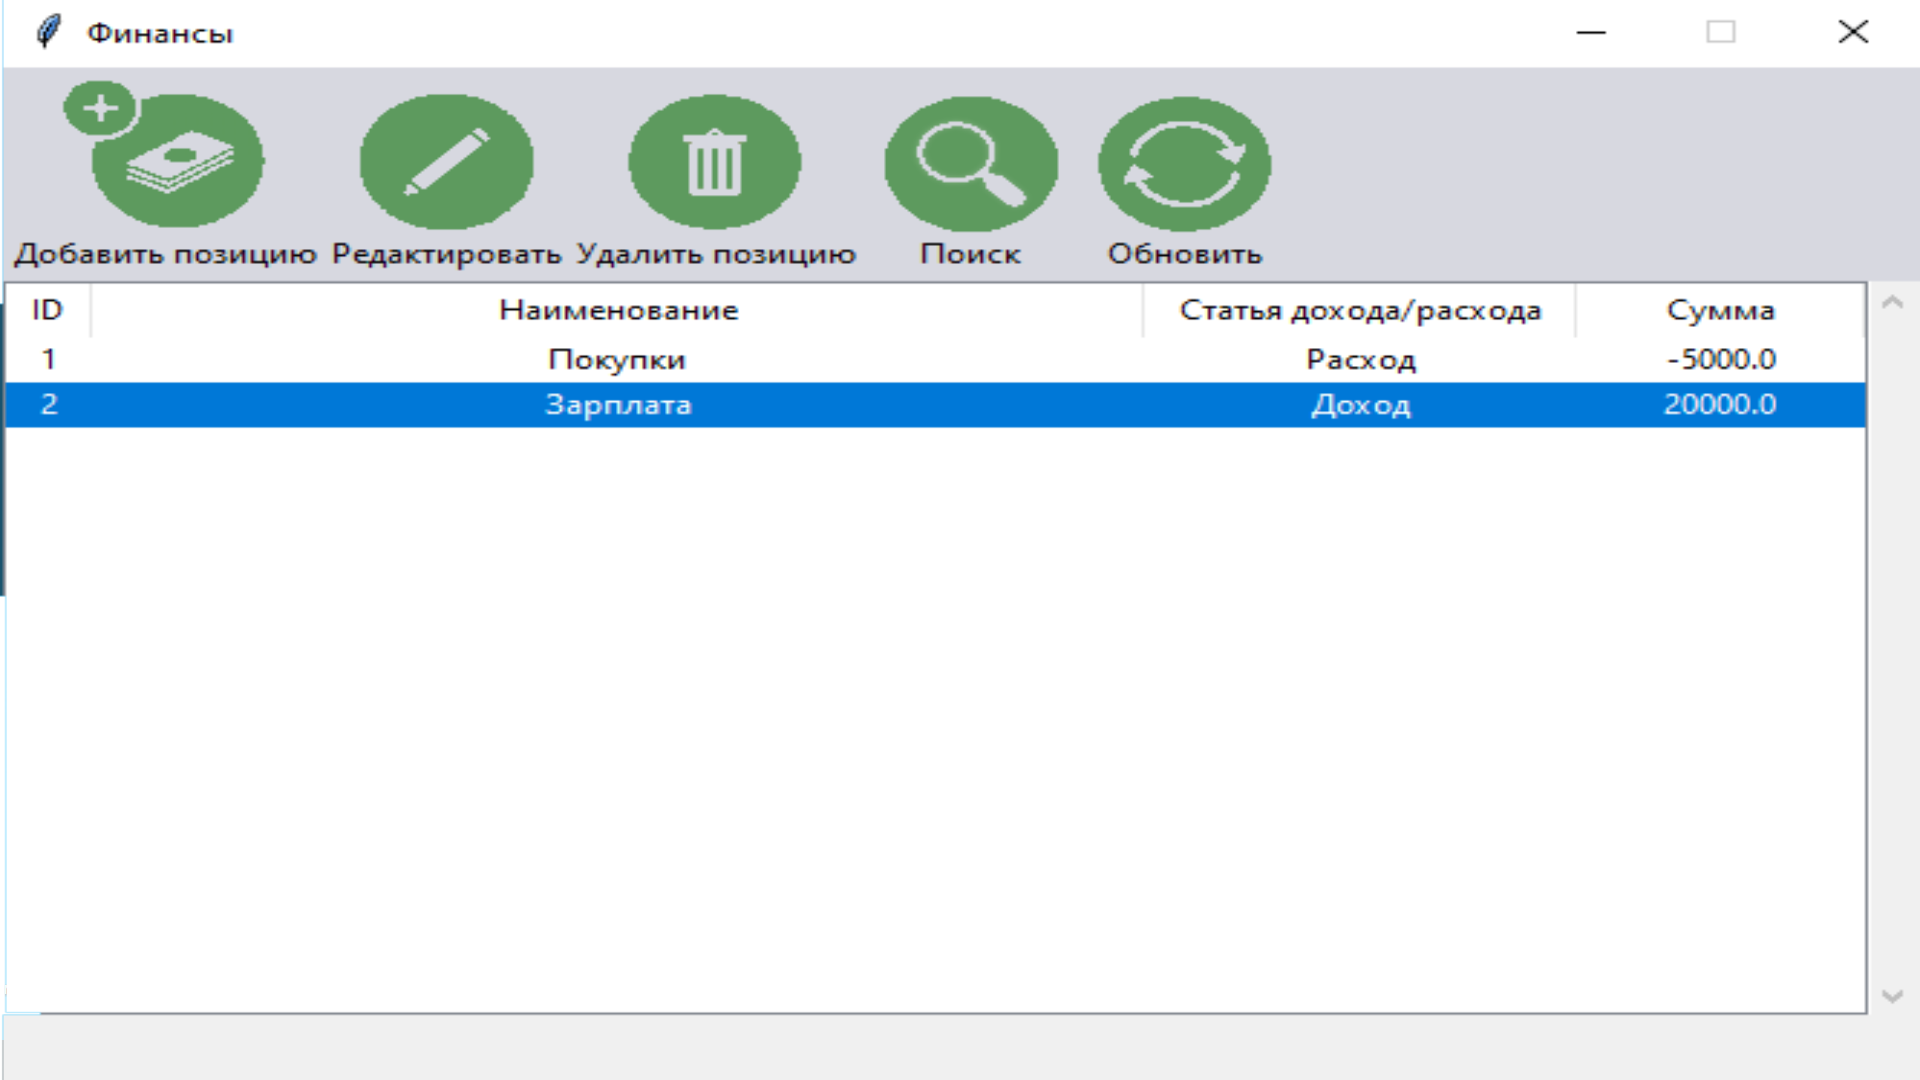 Финансы
Добавить позицию Редактировать Удалить позицию Поиск Обновить
ID Наименование Статья дохода/расхода Сумма
1 Покупки Расход -5000.0
2 Зарплата Доход 20000.0